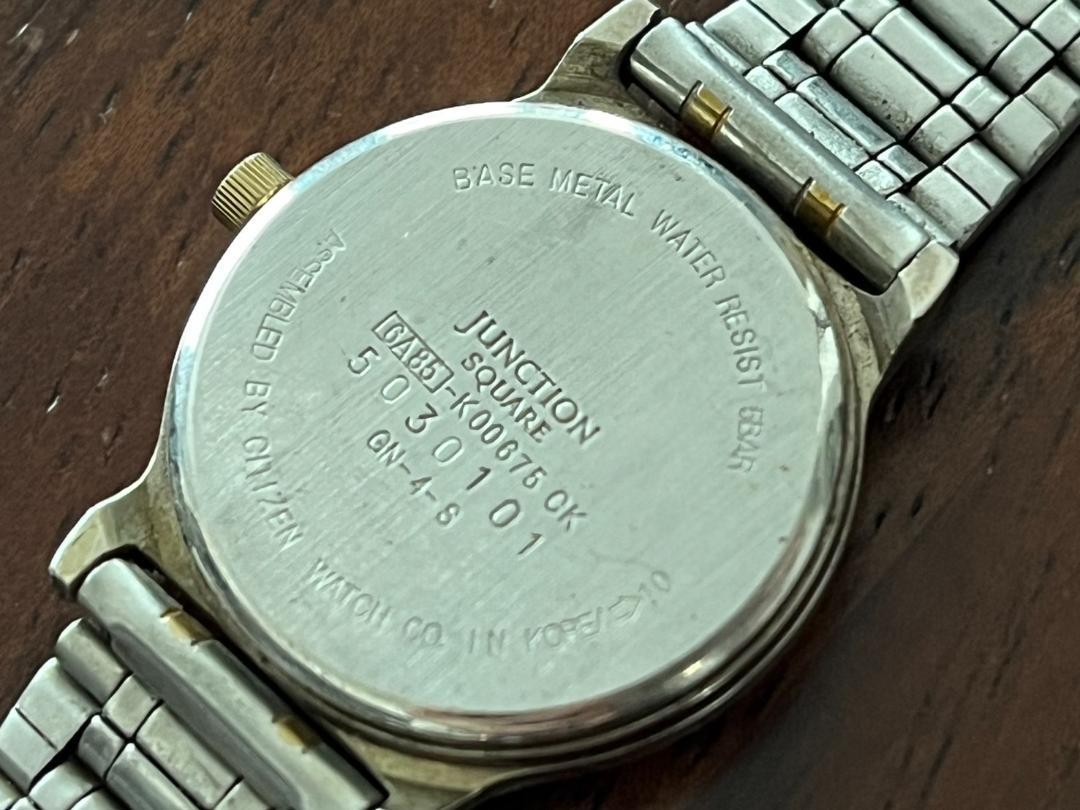 BASE METAL WATER RESIST 5BAR
JUNCTION
SQUARE
6A85-K00675 CK
5030101
GN-4-S
ASSEMBLED BY CITIZEN WATCH CO. IN KOREA 10